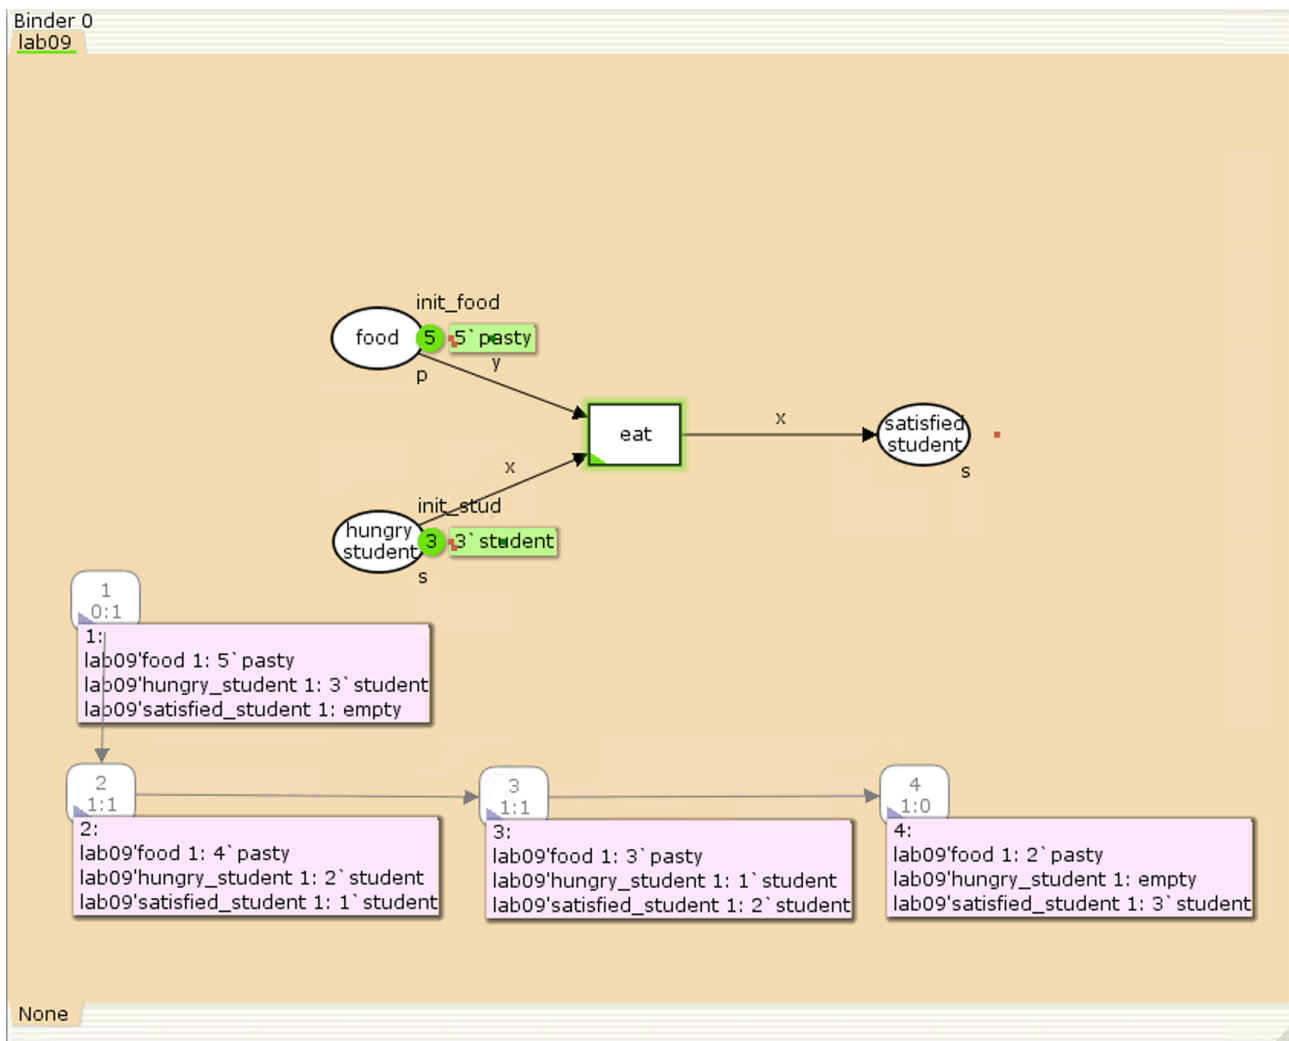 Binder 0
lab09
init_food
food
5
5`pasty
y
p
eat
x
satisfied
student
s
x
init_stud
hungry
student
3
3`student
s
1
0:1
1:
lab09'food 1: 5`pasty
lab09'hungry_student 1: 3`student
lab09'satisfied_student 1: empty
2
1:1
2:
lab09'food 1: 4`pasty
lab09'hungry_student 1: 2`student
lab09'satisfied_student 1: 1`student
3
1:1
3:
lab09'food 1: 3`pasty
lab09'hungry_student 1: 1`student
lab09'satisfied_student 1: 2`student
4
1:0
4:
lab09'food 1: 2`pasty
lab09'hungry_student 1: empty
lab09'satisfied_student 1: 3`student
None